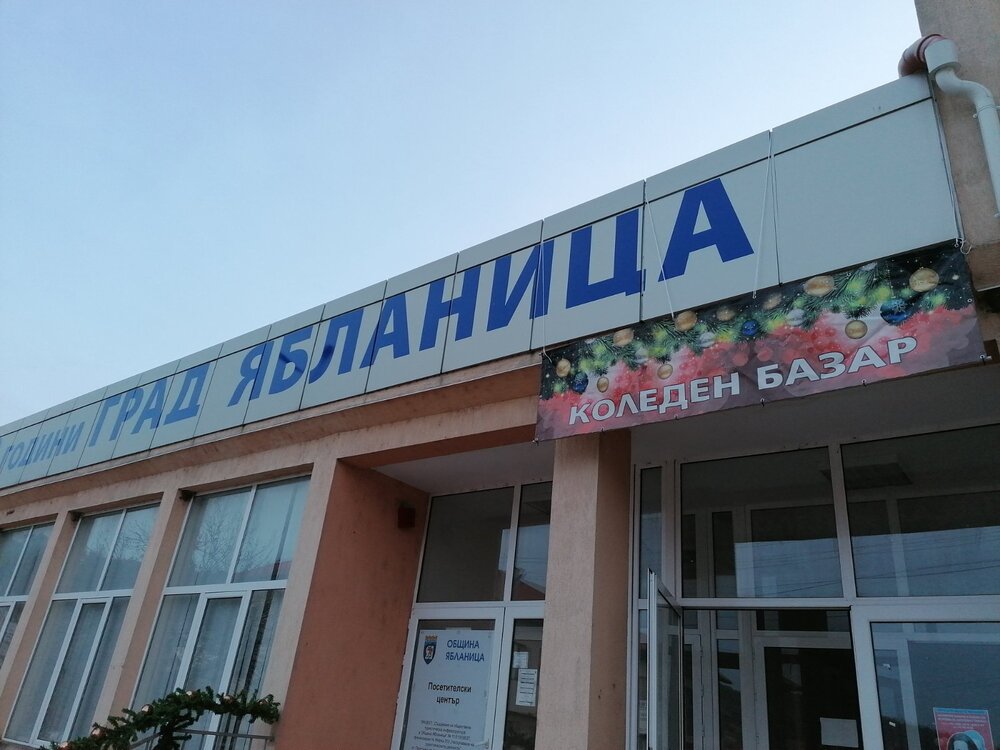 ГОДИНИ ГРАД ЯБЛАНИЦА
КОЛЕДЕН БАЗАР
ОБЩИНА
ЯБЛАНИЦА
Посетителски
център